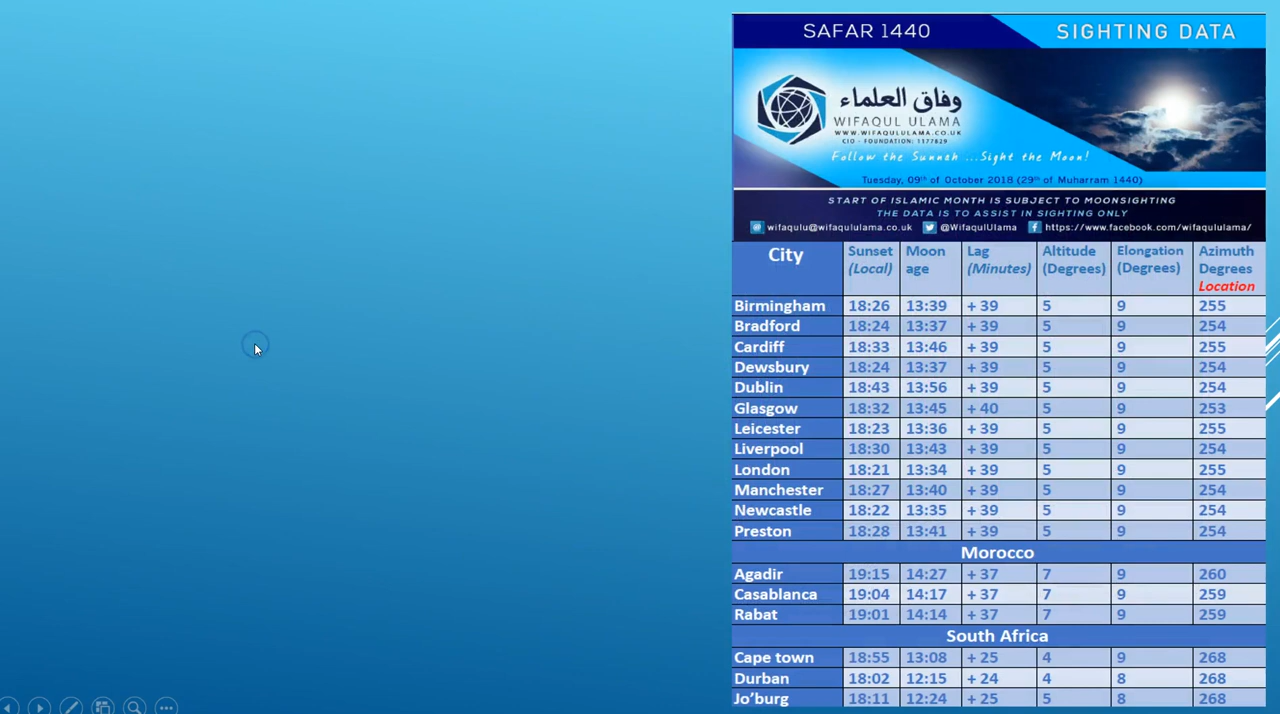 SAFAR 1440
SIGHTING DATA
وفاق العلماء
WIFAQUL ULAMA
WWW.WIFAQULULAMA.CO.UK
CIO - FOUNDATION: 1177829
Follow the Sunnah ...Sight the Moon!
Tuesday, 09th of October 2018 (29th of Muharram 1440)
START OF ISLAMIC MONTH IS SUBJECT TO MOONSIGHTING
THE DATA IS TO ASSIST IN SIGHTING ONLY
wifaqulu@wifaqululama.co.uk @WifaqulUlama https://www.facebook.com/wifaqululama/
City Sunset (Local) Moon age Lag (Minutes) Altitude (Degrees) Elongation (Degrees) Azimuth Degrees Location
Birmingham 18:26 13:39 + 39 5 9 255
Bradford 18:24 13:37 + 39 5 9 254
Cardiff 18:33 13:46 + 39 5 9 255
Dewsbury 18:24 13:37 + 39 5 9 254
Dublin 18:43 13:56 + 39 5 9 254
Glasgow 18:32 13:45 + 40 5 9 253
Leicester 18:23 13:36 + 39 5 9 255
Liverpool 18:30 13:43 + 39 5 9 254
London 18:21 13:34 + 39 5 9 255
Manchester 18:27 13:40 + 39 5 9 254
Newcastle 18:22 13:35 + 39 5 9 254
Preston 18:28 13:41 + 39 5 9 254
Morocco
Agadir 19:15 14:27 + 37 7 9 260
Casablanca 19:04 14:17 + 37 7 9 259
Rabat 19:01 14:14 + 37 7 9 259
South Africa
Cape town 18:55 13:08 + 25 4 9 268
Durban 18:02 12:15 + 24 4 8 268
Jo’burg 18:11 12:24 + 25 5 8 268